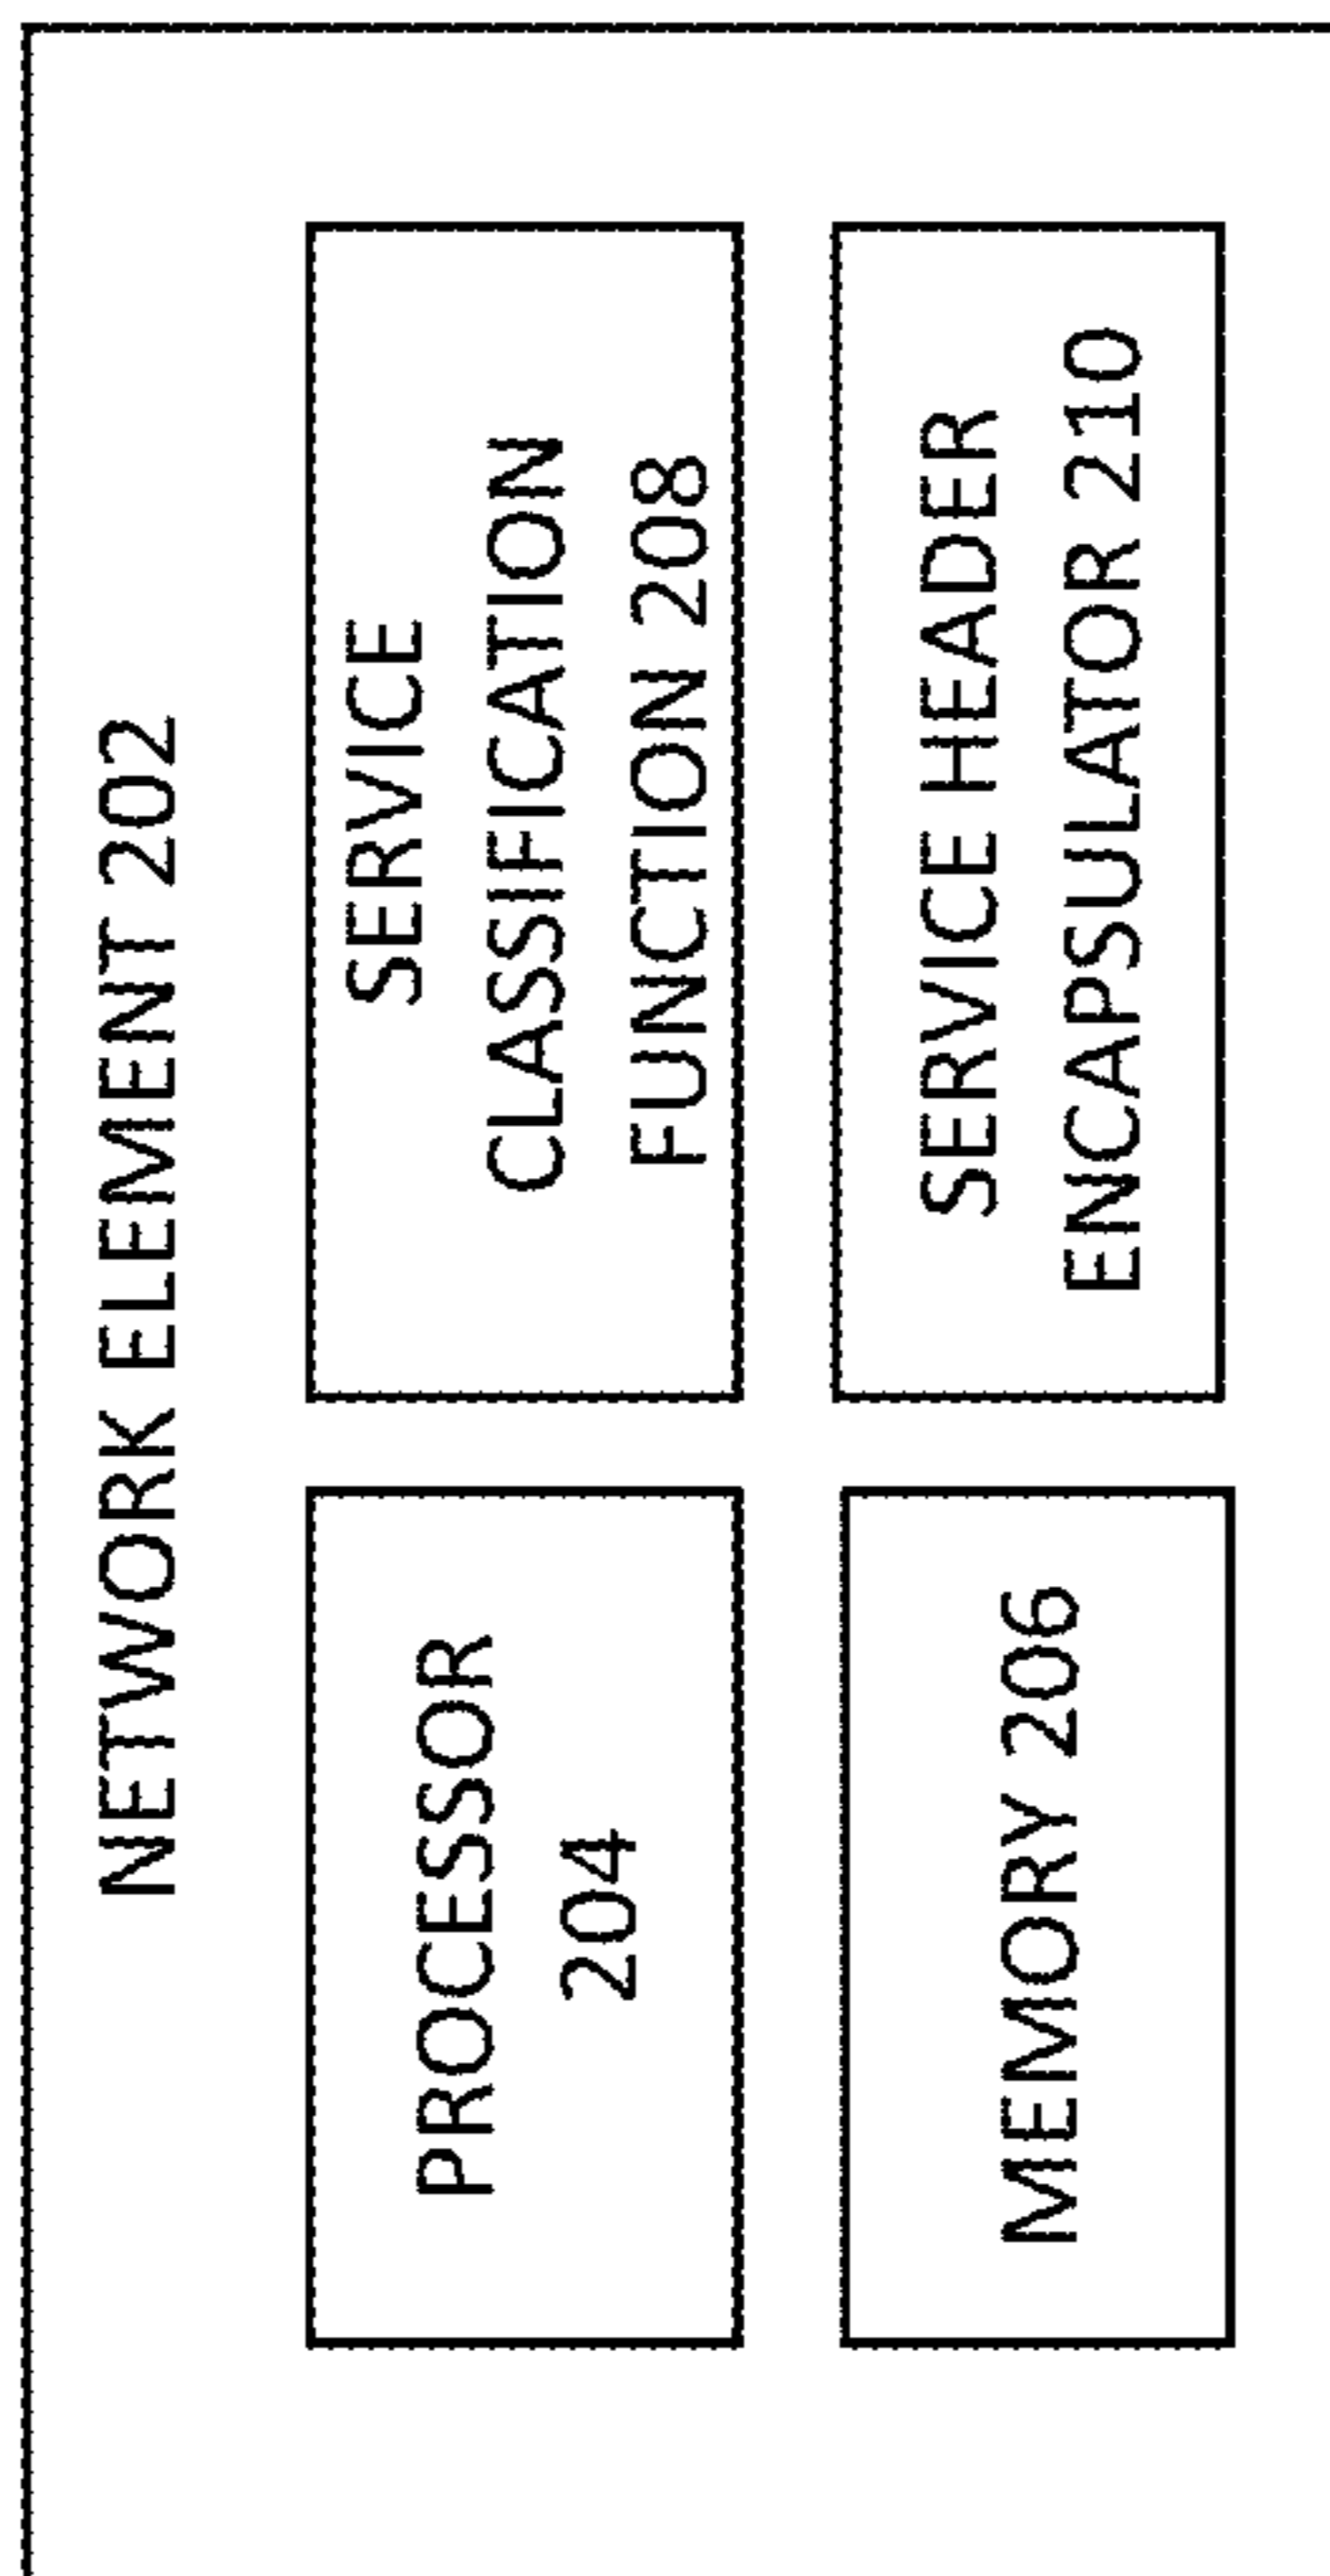 NETWORK ELEMENT 202
PROCESSOR
204
SERVICE
CLASSIFICATION
FUNCTION 208
MEMORY 206
SERVICE HEADER
ENCAPSULATOR 210